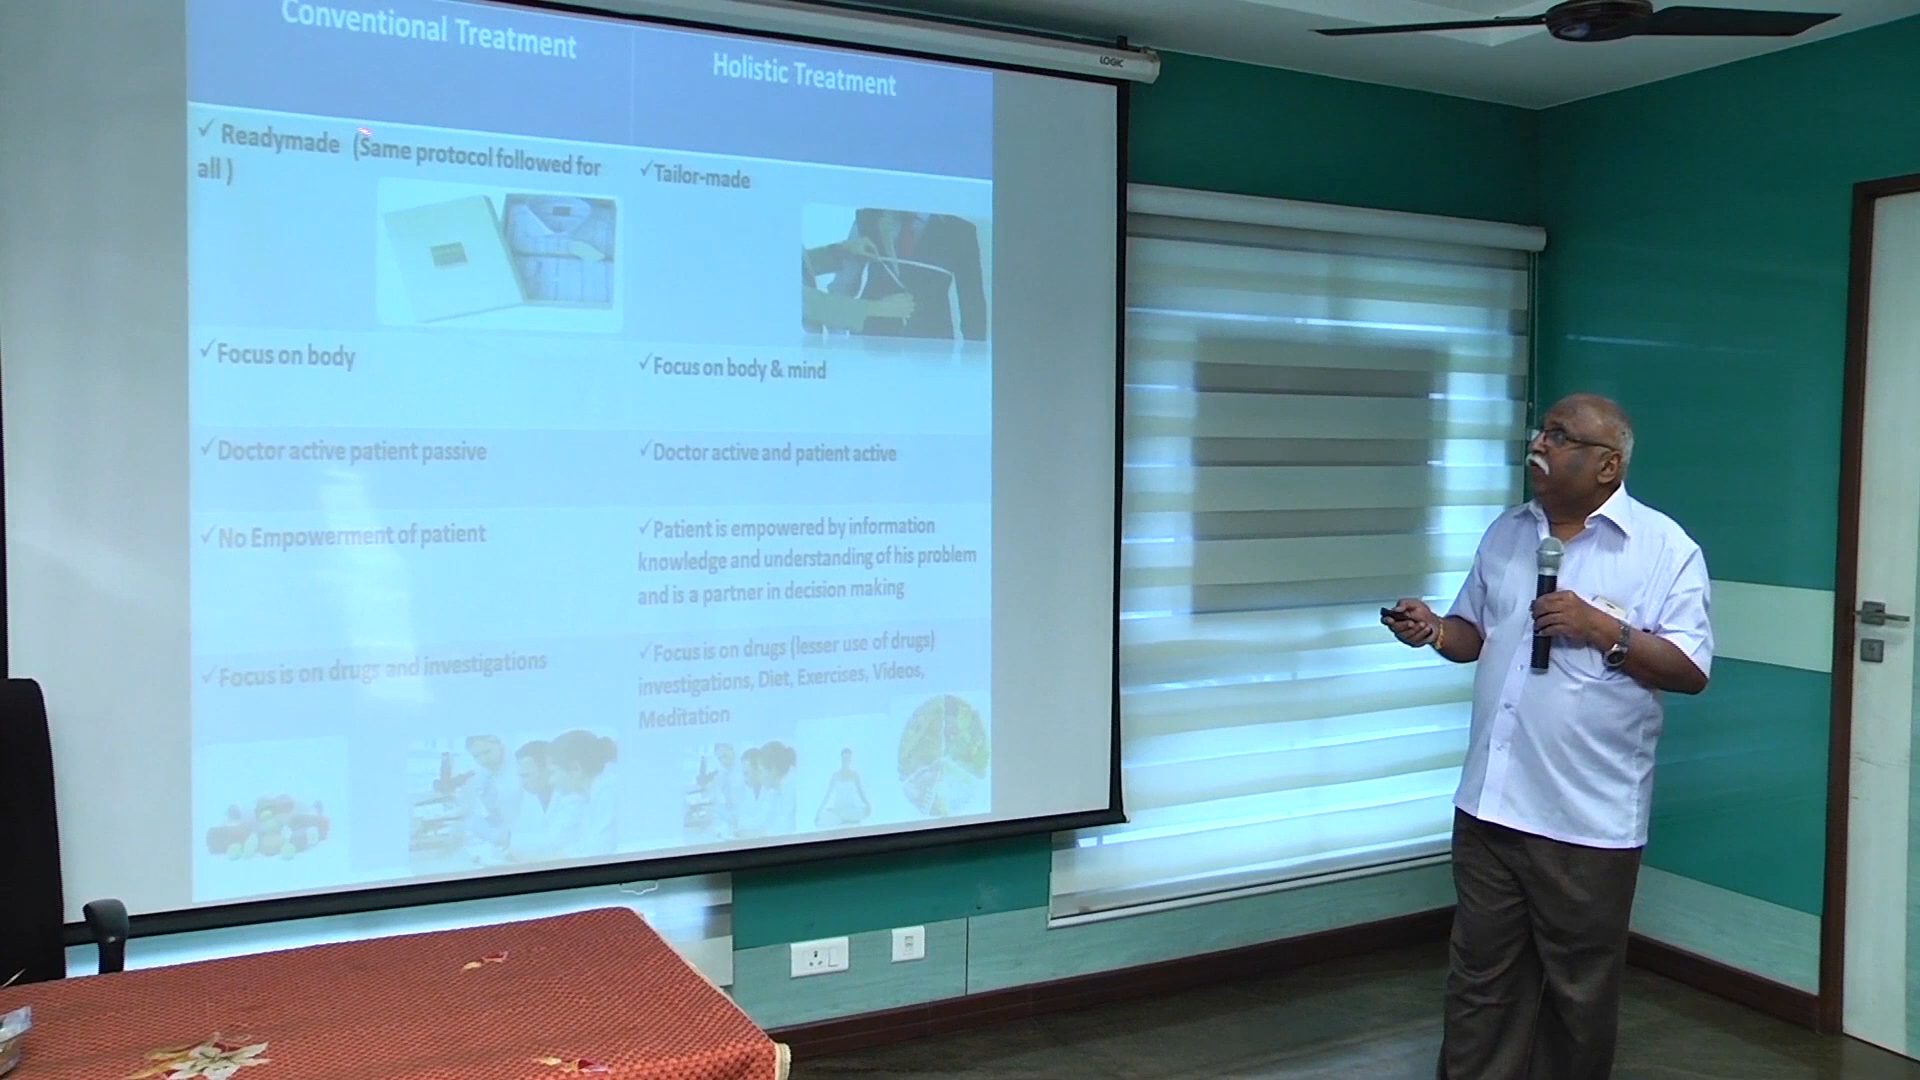 Conventional Treatment
Holistic Treatment
✓ Readymade (Same protocol followed for
all )
✓Tailor-made
✓Focus on body
✓Focus on body & mind
✓Doctor active patient passive
✓Doctor active and patient active
✓No Empowerment of patient
✓Patient is empowered by information
knowledge and understanding of his problem
and is a partner in decision making
✓Focus is on drugs and investigations
✓Focus is on drugs (lesser use of drugs)
investigations, Diet, Exercises, Videos,
Meditation
LOGIC